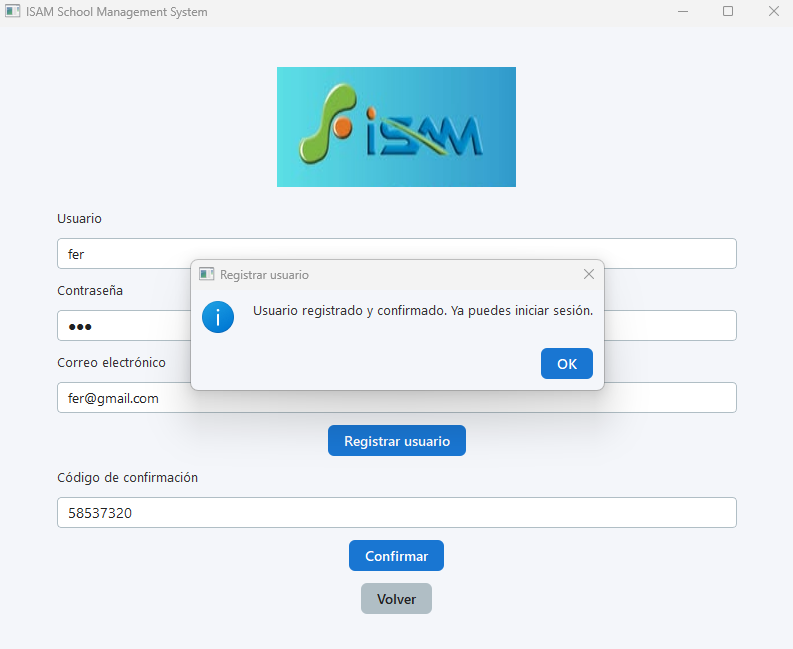 ISAM School Management System
iSAM
Usuario
fer
Registrar usuario
Contraseña
Usuario registrado y confirmado. Ya puedes iniciar sesión.
●●●
OK
Correo electrónico
fer@gmail.com
Registrar usuario
Código de confirmación
58537320
Confirmar
Volver